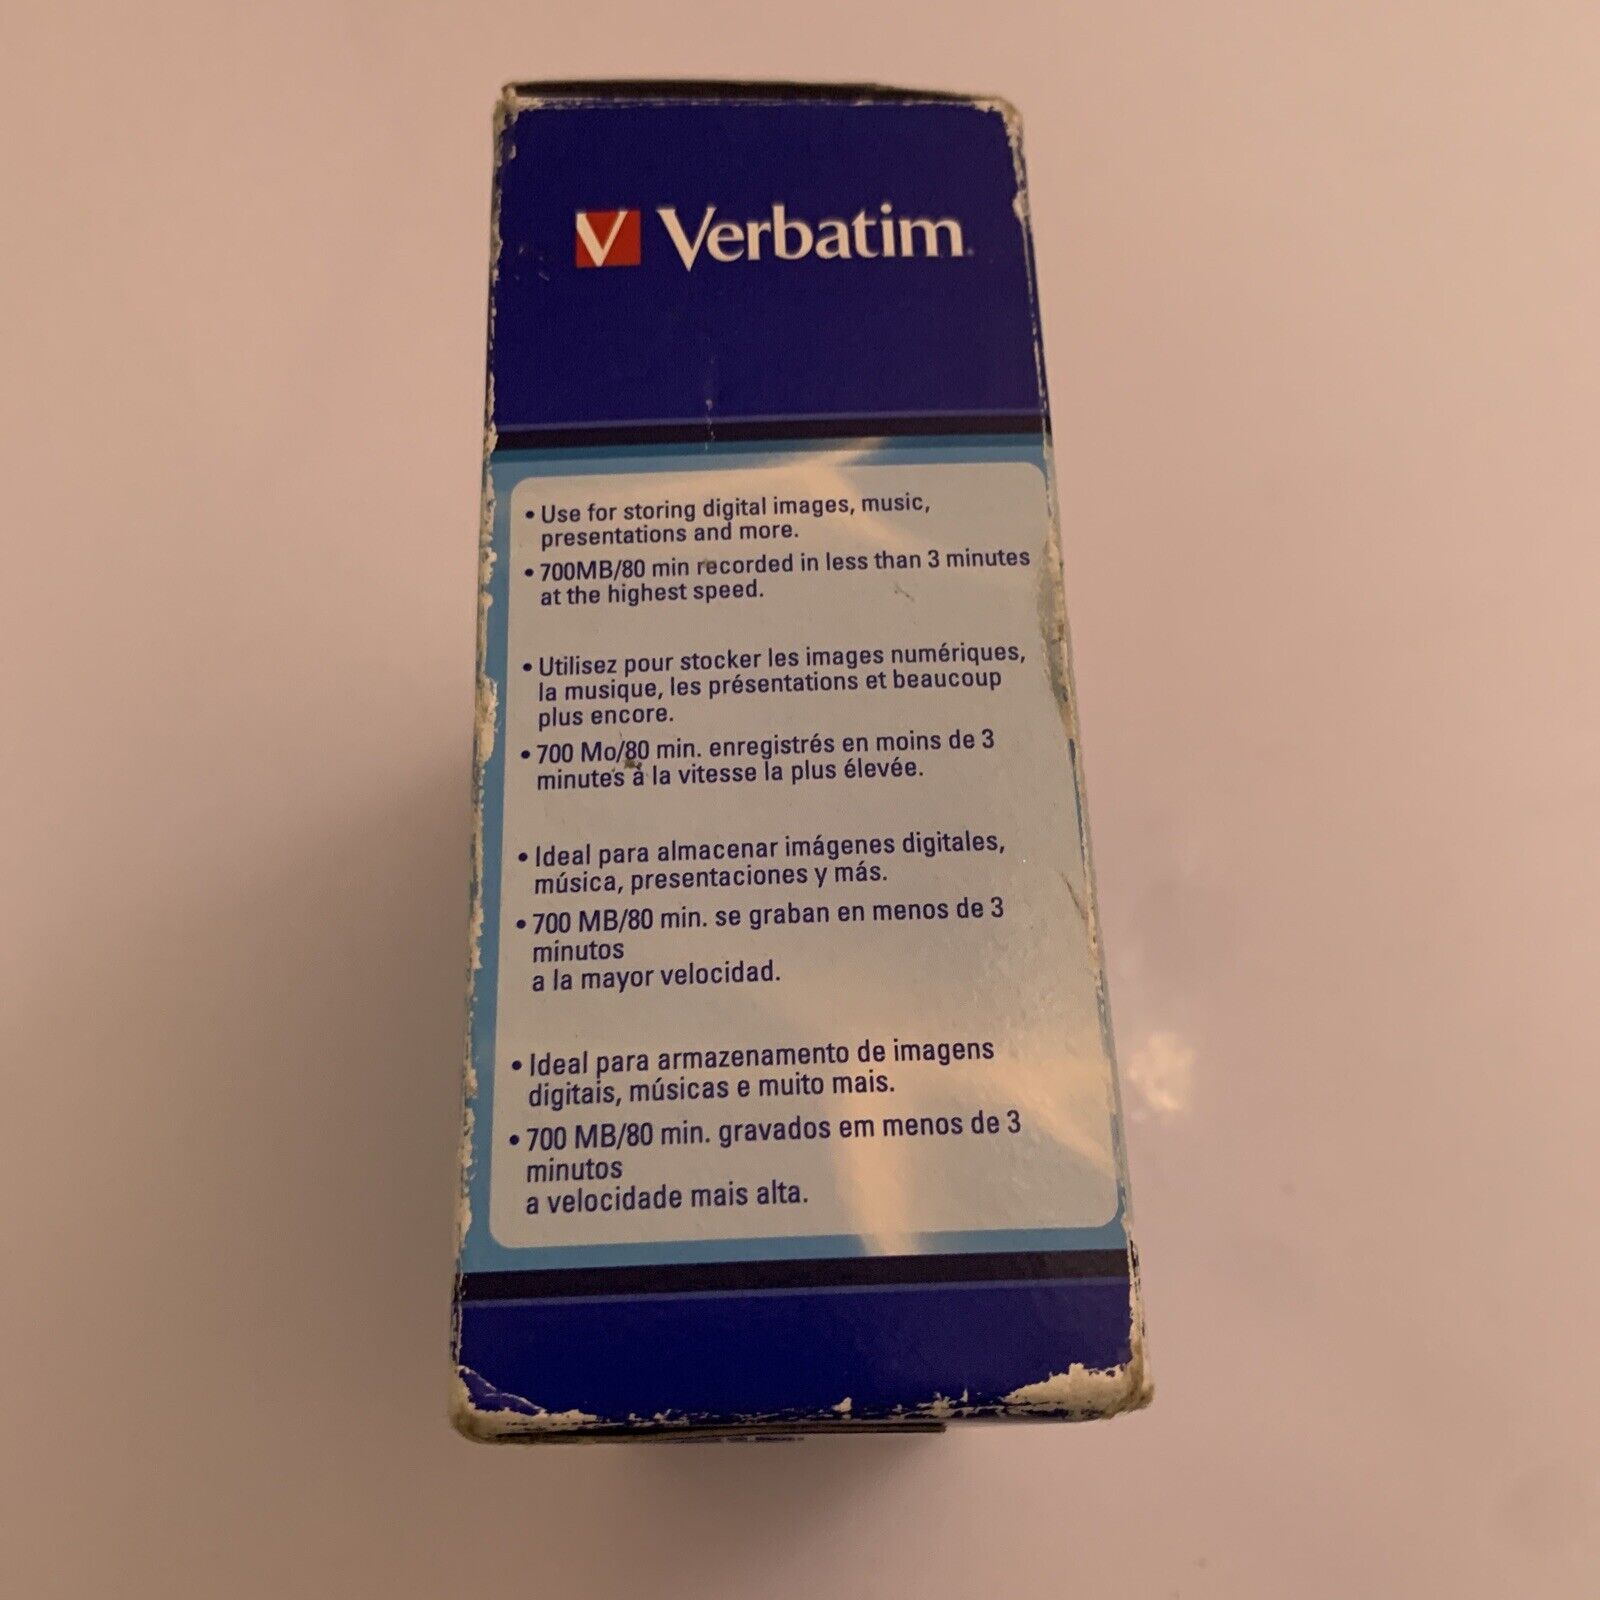 V Verbatim
• Use for storing digital images, music,
presentations and more.
• 700MB/80 min recorded in less than 3 minutes
at the highest speed.
• Utilisez pour stocker les images numériques,
la musique, les présentations et beaucoup
plus encore.
• 700 Mo/80 min. enregistrés en moins de 3
minutes à la vitesse la plus élevée.
• Ideal para almacenar imágenes digitales,
música, presentaciones y más.
• 700 MB/80 min. se graban en menos de 3
minutos
a la mayor velocidad.
• Ideal para armazenamento de imagens
digitais, músicas e muito mais.
• 700 MB/80 min. gravados em menos de 3
minutos
a velocidade mais alta.